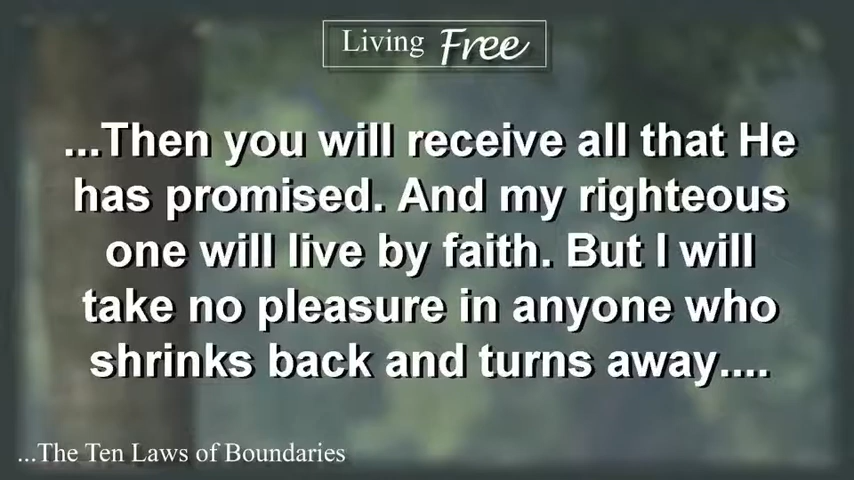 Living Free
...Then you will receive all that He
has promised. And my righteous
one will live by faith. But I will
take no pleasure in anyone who
shrinks back and turns away....
...The Ten Laws of Boundaries